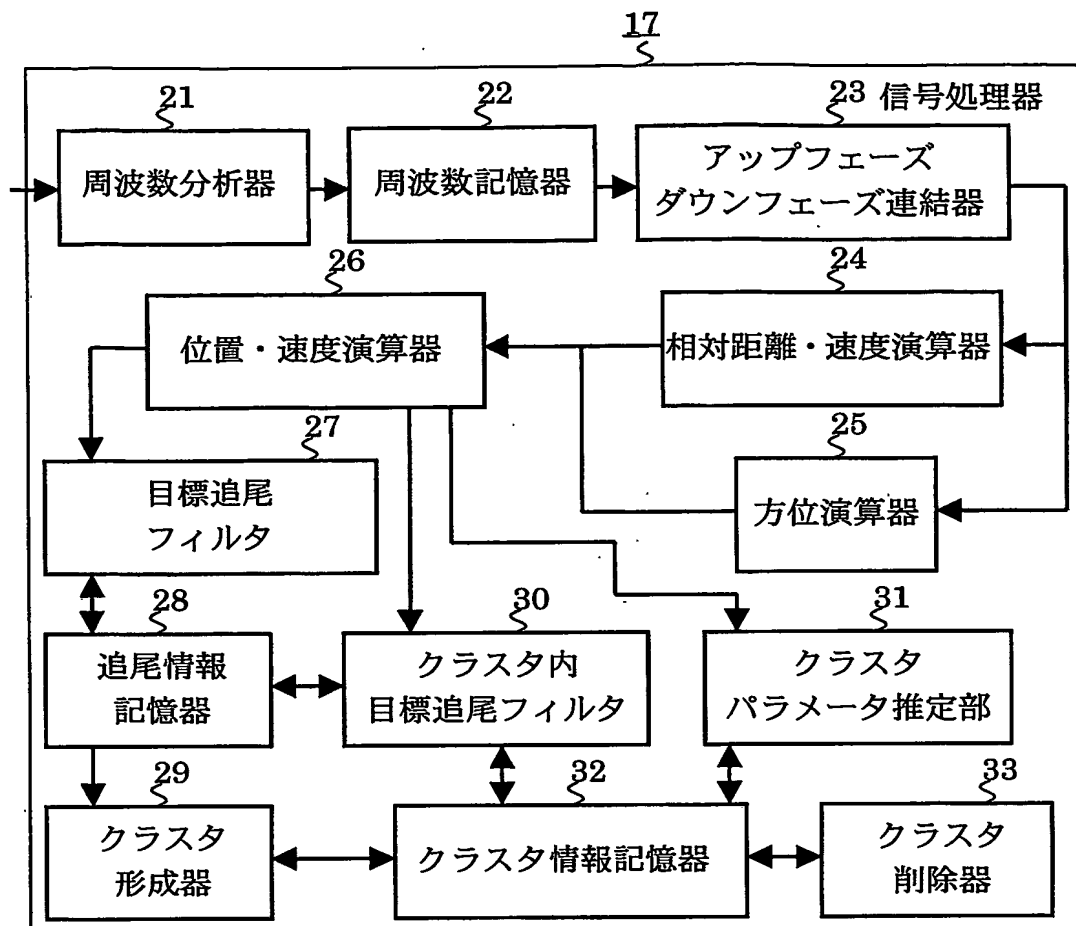 17
21
22
23 信号処理器
周波数分析器
周波数記憶器
アップフェーズ
ダウンフェーズ連結器
26
24
位置・速度演算器
相対距離・速度演算器
27
25
目標追尾
フィルタ
方位演算器
28
30
31
追尾情報
記憶器
クラスタ内
目標追尾フィルタ
クラスタ
パラメータ推定部
29
32
33
クラスタ
形成器
クラスタ情報記憶器
クラスタ
削除器